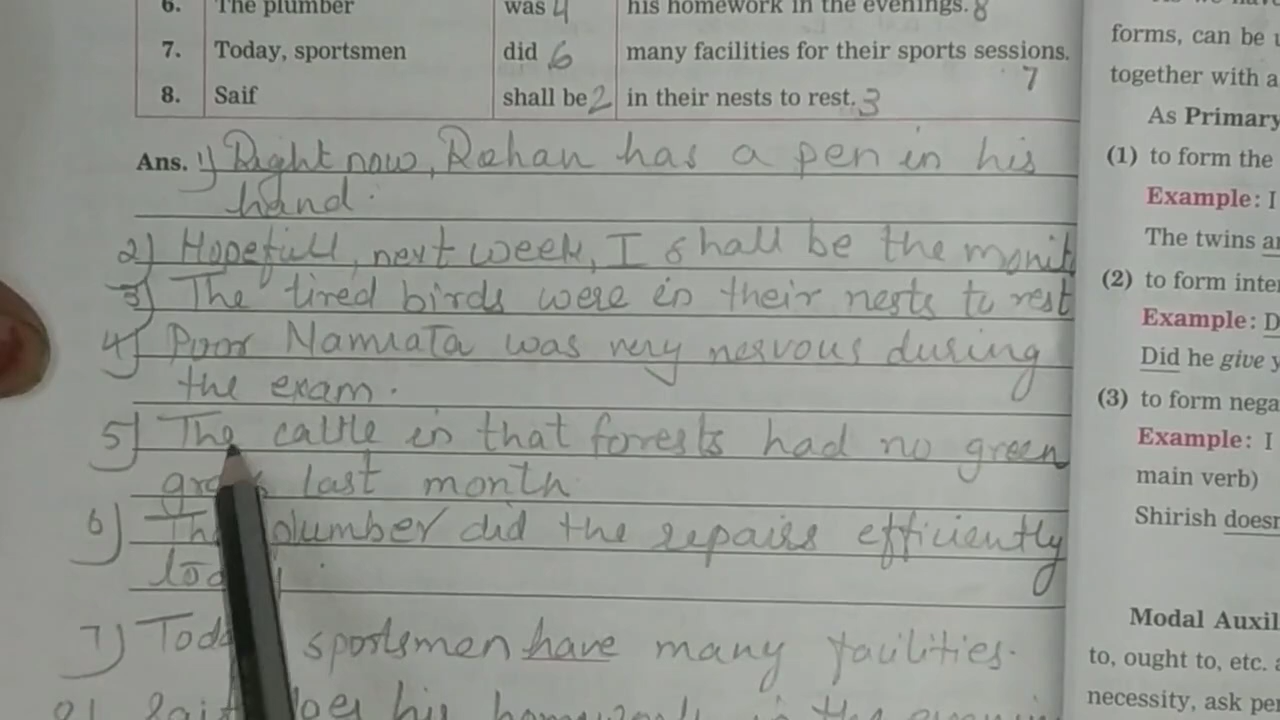 6. The plumber was 4 his homework in the evenings. 8
7. Today, sportsmen did 6 many facilities for their sports sessions. 7
8. Saif shall be 2 in their nests to rest. 3
Ans. 1) Right now, Rohan has a pen in his
hand.
2) Hopefull, next week, I shall be the monit
3) The tired birds were in their nests to rest
4) Poor Namrata was very nervous during
the exam.
5) The cattle in that forests had no green
last month
6) plumber did the repairs efficiently
7) sportsmen have many facilities.
his in the
forms, can be
together with a
As Primary
(1) to form the
Example: I
The twins
(2) to form
Example: D
Did he give
(3) to form
Example: I
main verb)
Shirish
Modal
to, ought to, etc.
necessity, ask